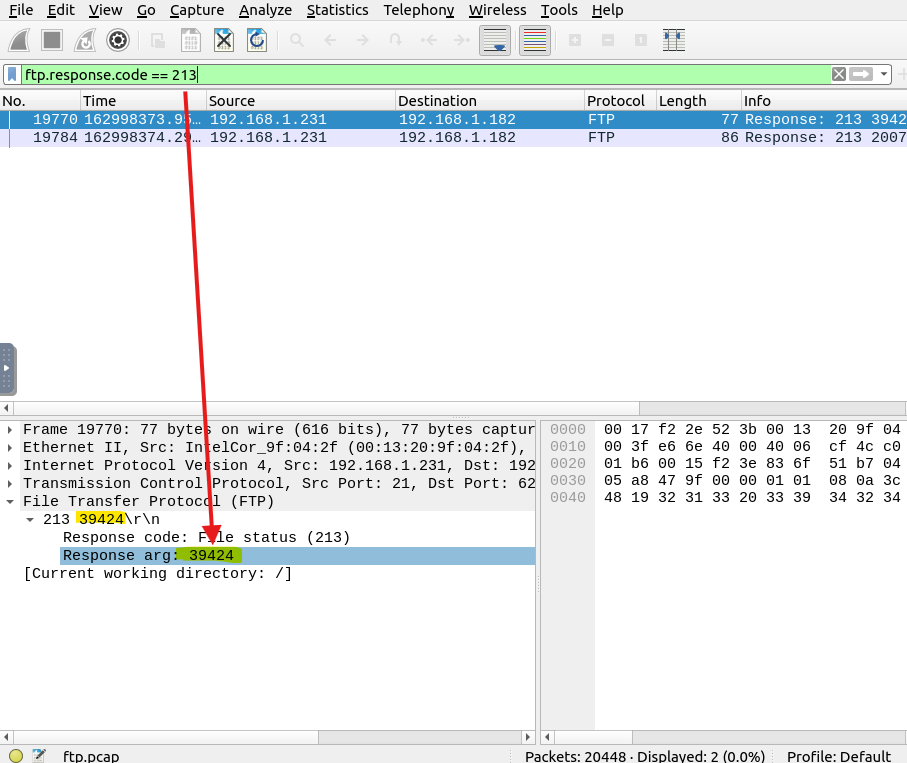 File Edit View Go Capture Analyze Statistics Telephony Wireless Tools Help
ftp.response.code == 213
No. Time Source Destination Protocol Length Info
19770 162998373.95… 192.168.1.231 192.168.1.182 FTP 77 Response: 213 3942
19784 162998374.29… 192.168.1.231 192.168.1.182 FTP 86 Response: 213 2007
Frame 19770: 77 bytes on wire (616 bits), 77 bytes captur
Ethernet II, Src: IntelCor_9f:04:2f (00:13:20:9f:04:2f),
Internet Protocol Version 4, Src: 192.168.1.231, Dst: 192
Transmission Control Protocol, Src Port: 21, Dst Port: 62
File Transfer Protocol (FTP)
213 39424\r\n
Response code: File status (213)
Response arg: 39424
[Current working directory: /]
0000 00 17 f2 2e 52 3b 00 13 20 9f 04
0010 00 3f e6 6e 40 00 40 06 cf 4c c0
0020 01 b6 00 15 f2 3e 83 6f 51 b7 04
0030 05 a8 47 9f 00 00 01 01 08 0a 3c
0040 48 19 32 31 33 20 33 39 34 32 34
ftp.pcap Packets: 20448 · Displayed: 2 (0.0%) Profile: Default